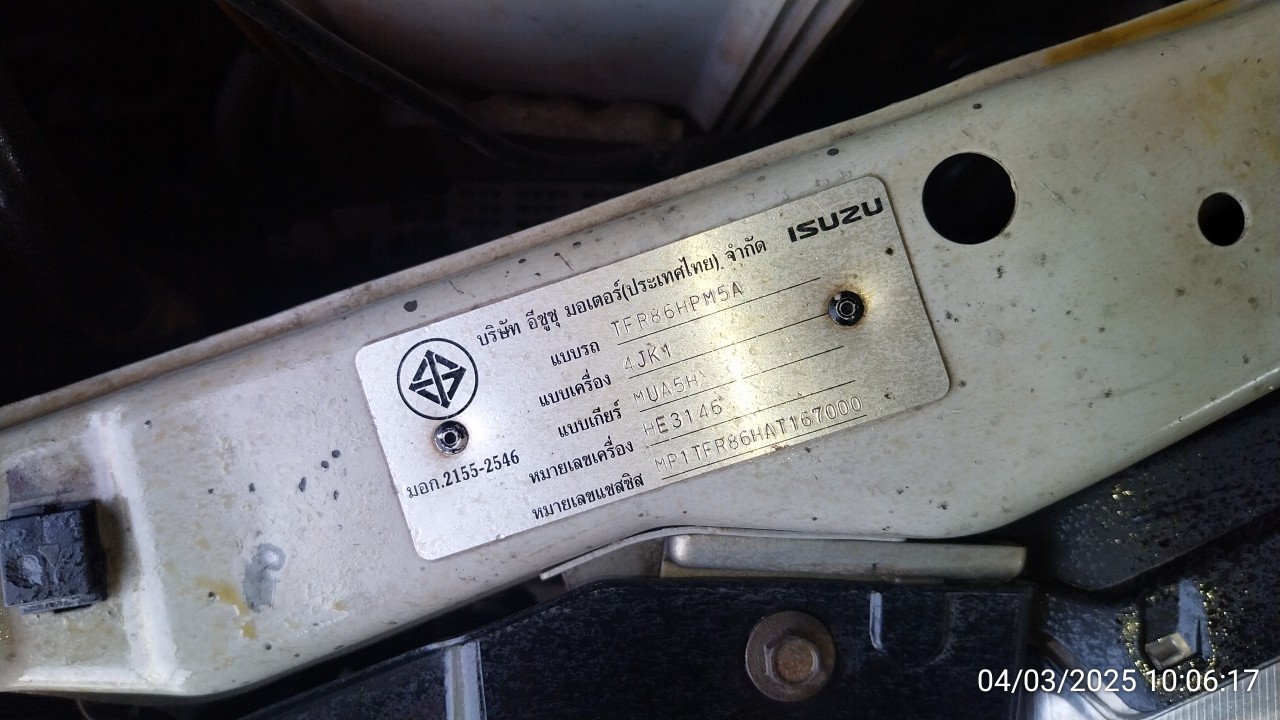 ISUZU
บริษัท อีซูซุ มอเตอร์(ประเทศไทย) จำกัด
แบบรถ TFR86HPM5A
แบบเครื่อง 4JK1
แบบเกียร์ MUA5H
หมายเลขเครื่อง HE3146
หมายเลขแชสซิส MP1TFR86HAT167000
มอก.2155-2546
04/03/2025 10:06:17